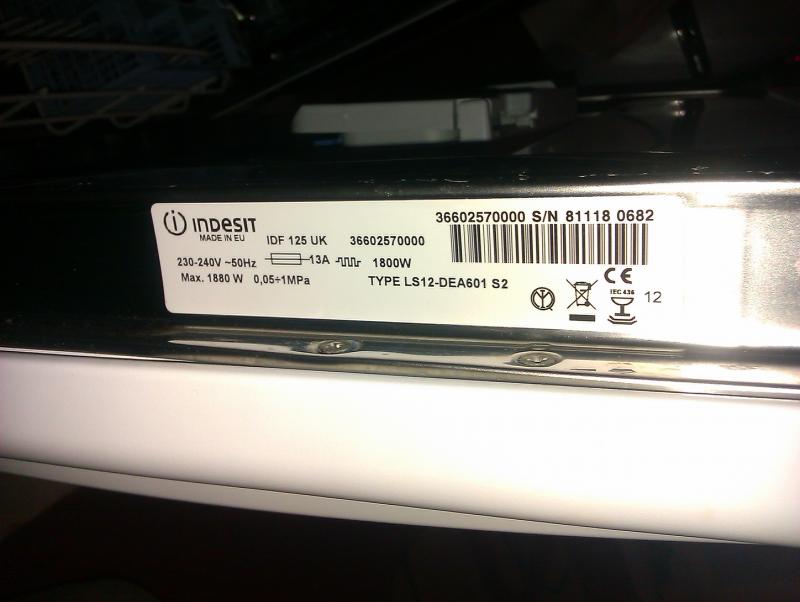 36602570000 S/N 81118 0682
INDESIT
MADE IN EU
IDF 125 UK 36602570000
230-240V ~50Hz 13A 1800W
Max. 1880 W 0,05÷1MPa TYPE LS12-DEA601 S2
CE
IEC 436
12